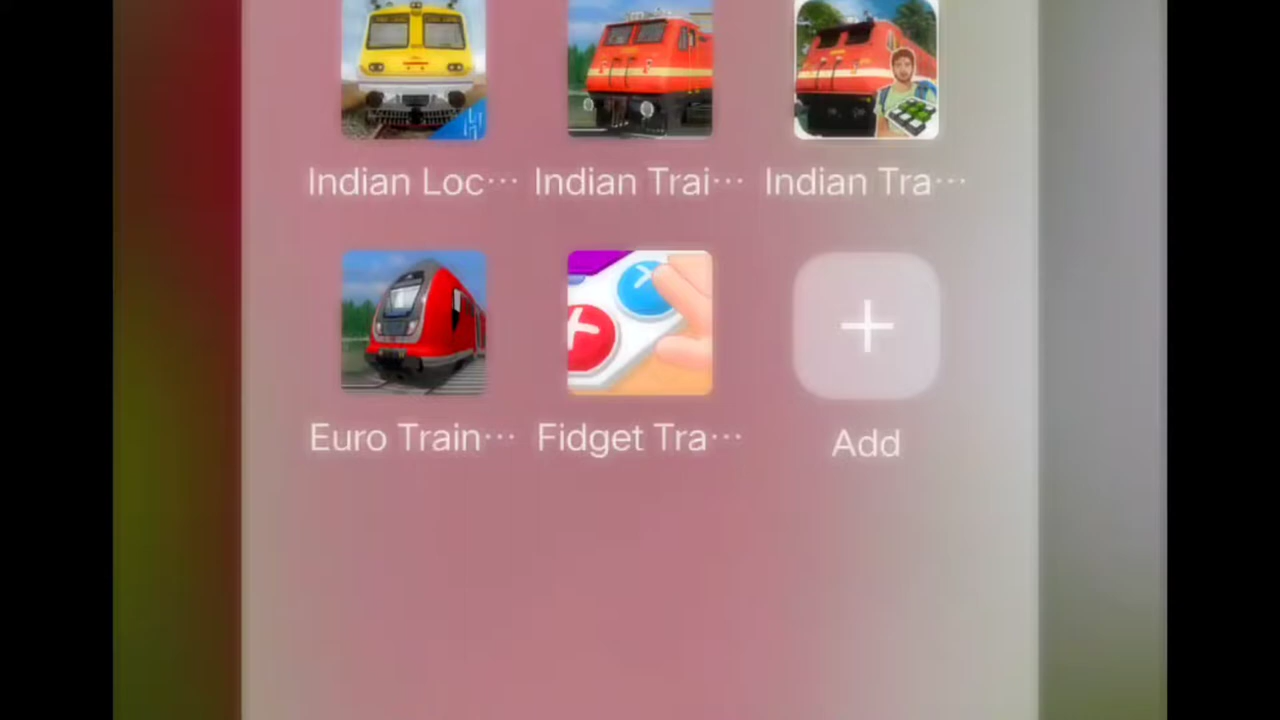 Indian Loc···
Indian Trai···
Indian Tra···
Euro Train···
Fidget Tra···
Add